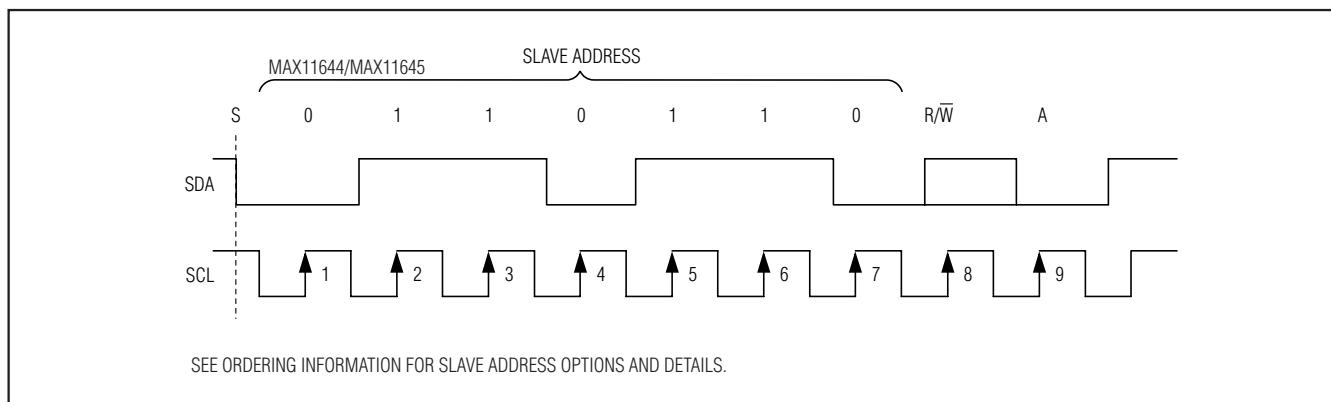 SLAVE ADDRESS
MAX11644/MAX11645
S 0 1 1 0 1 1 0 R/W̅ A
SDA
SCL 1 2 3 4 5 6 7 8 9
SEE ORDERING INFORMATION FOR SLAVE ADDRESS OPTIONS AND DETAILS.